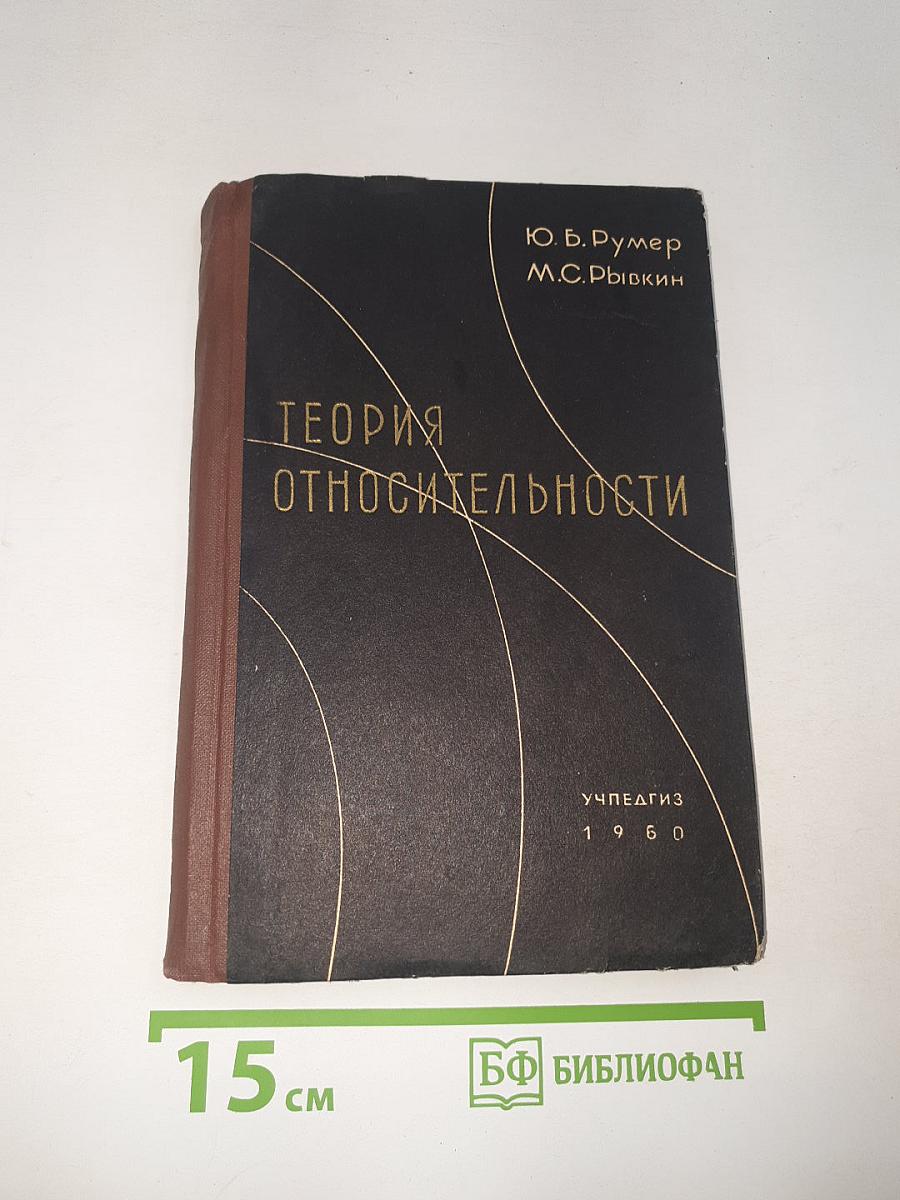 Ю. Б. Румер
М. С. Рывкин
ТЕОРИЯ
ОТНОСИТЕЛЬНОСТИ
УЧПЕДГИЗ
1960
15 см
БФ БИБЛИОФАН